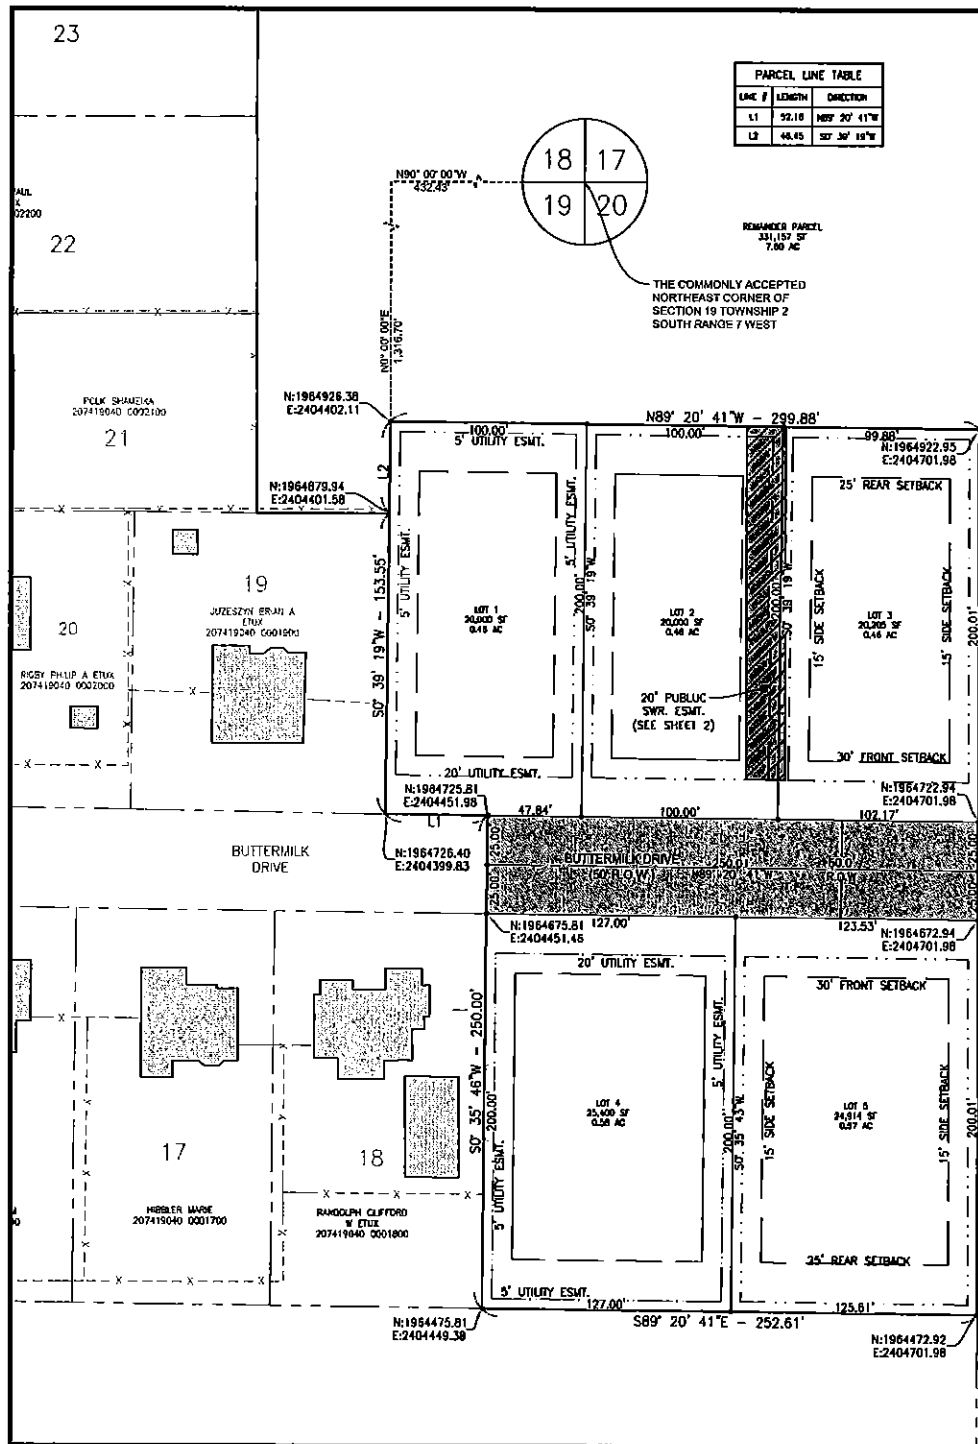 23
PARCEL LINE TABLE
LINE # LENGTH DIRECTION
L1 52.16 N89° 20' 41"W
L2 46.45 S0° 39' 19"W
18 17
19 20
N90° 00' 00"W
432.43'
02200
22
REMAINDER PARCEL
331,157 SF
7.60 AC
THE COMMONLY ACCEPTED
NORTHEAST CORNER OF
SECTION 19 TOWNSHIP 2
SOUTH RANGE 7 WEST
N0° 00' 00"E
1,316.70'
POLK SHAMEIKA
207419040 0002100
21
N:1964926.38
E:2404402.11
N89° 20' 41"W - 299.88'
100.00'
5' UTILITY ESMT.
100.00'
99.88'
N:1964922.95
E:2404701.98
L2
25' REAR SETBACK
N:1964879.94
E:2404401.58
19
JUZESZYN BRIAN A
ETUX
207419040 0001900
20
RIGBY PHILIP A ETUX
207419040 0002000
S0° 39' 19"W - 153.55'
5' UTILITY ESMT.
LOT 1
20,000 SF
0.46 AC
5' UTILITY ESMT.
200.00'
S0° 39' 19"W
LOT 2
20,000 SF
0.46 AC
20' PUBLUC
SWR. ESMT.
(SEE SHEET 2)
200.00'
S0° 39' 19"W
15' SIDE SETBACK
LOT 3
20,205 SF
0.46 AC
15' SIDE SETBACK
200.01'
30' FRONT SETBACK
20' UTILITY ESMT.
N:1964725.81
E:2404451.98
N:1964722.94
E:2404701.98
47.84'
100.00'
102.17'
L1
BUTTERMILK
DRIVE
N:1964726.40
E:2404399.83
25.00'
BUTTERMILK DRIVE
250.01'
(50' R.O.W.)
N89° 20' 41"W
R.O.W.
25.00'
127.00'
123.53'
N:1964675.81
E:2404451.46
N:1964672.94
E:2404701.98
20' UTILITY ESMT.
30' FRONT SETBACK
S0° 35' 46"W - 250.00'
200.00'
5' UTILITY ESMT.
LOT 4
25,400 SF
0.58 AC
5' UTILITY ESMT.
200.00'
S0° 35' 43"W
15' SIDE SETBACK
LOT 5
24,914 SF
0.57 AC
15' SIDE SETBACK
200.01'
17
18
HIBBLER MARIE
207419040 0001700
RANDOLPH CLIFFORD
W ETUX
207419040 0001800
25' REAR SETBACK
5' UTILITY ESMT.
127.00'
125.61'
S89° 20' 41"E - 252.61'
N:1964475.81
E:2404449.38
N:1964472.92
E:2404701.98